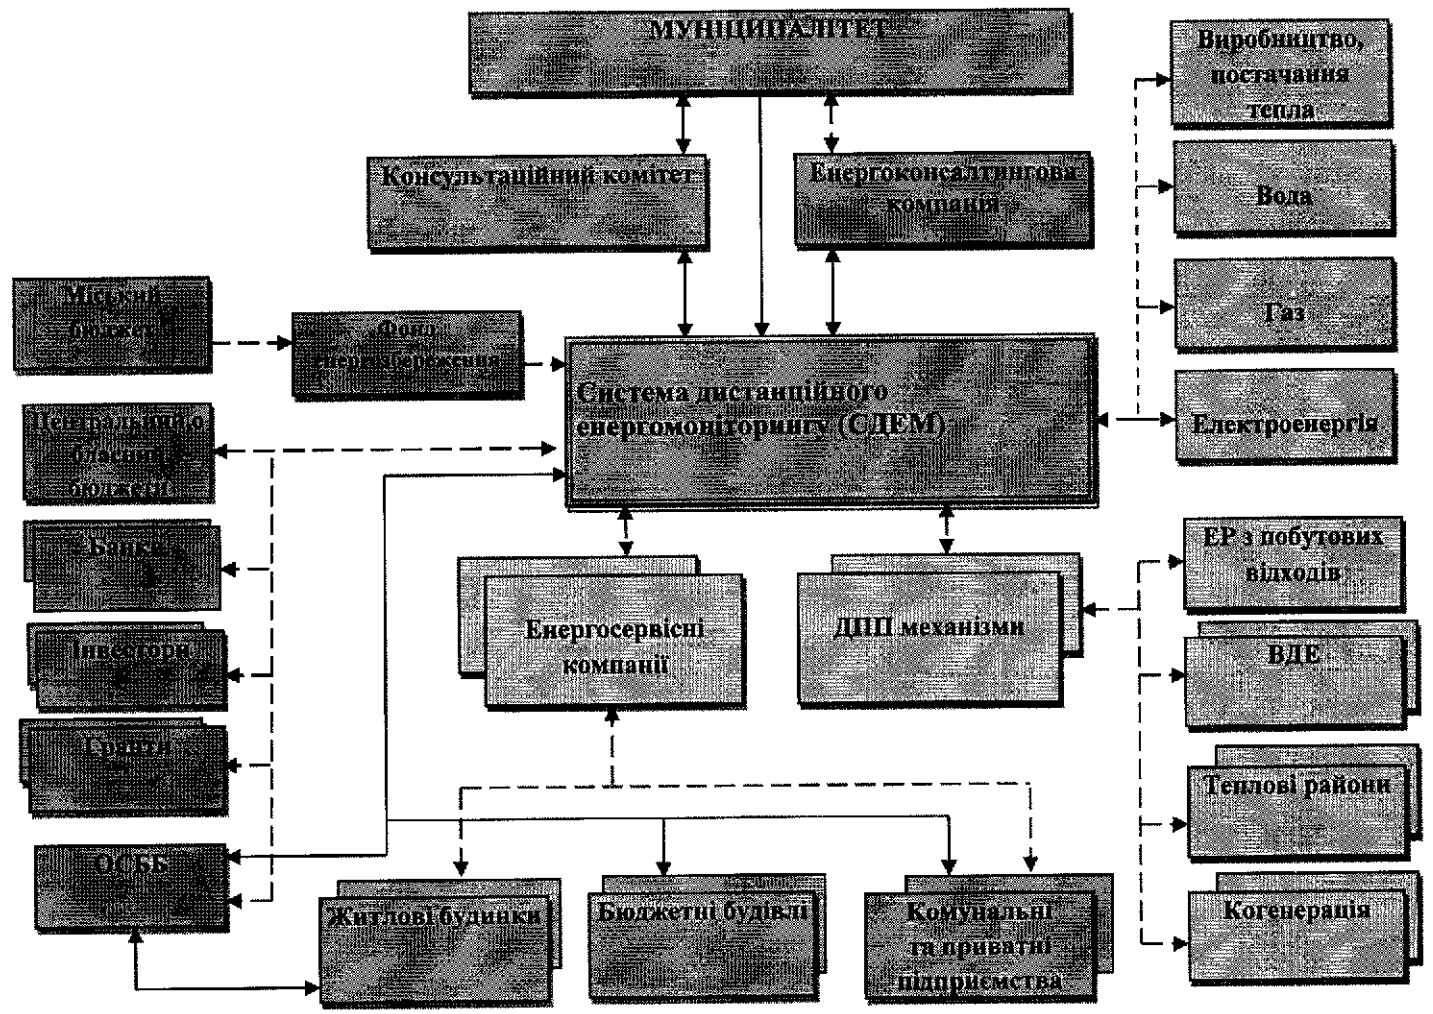 МУНІЦИПАЛІТЕТ
Виробництво,
постачання
тепла
Консультаційний комітет
Енергоконсалтингова
компанія
Вода
Міський
бюджет
Фонд
енергозбереження
Газ
Система дистанційного
енергомоніторингу (СДЕМ)
Центральний,о
бласний
бюджети
Електроенергія
Банки
ЕР з побутових
відходів
Енергосервісні
компанії
ДПП механізми
Інвестори
ВДЕ
Гранти
Теплові райони
ОСББ
Житлові будинки
Бюджетні будівлі
Комунальні
та приватні
підприємства
Когенерація